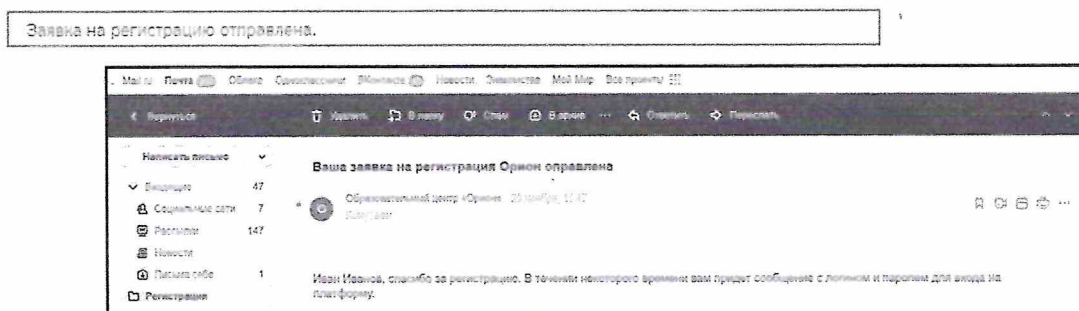 Заявка на регистрацию отправлена.
Mail.ru Почта Облако Одноклассники ВКонтакте Новости Знакомства Мой Мир Все проекты
Вернуться Удалить В папку Спам В архив ... Ответить Переслать
Написать письмо
Ваша заявка на регистрация Орион оправлена
Входящие 47
Образовательный центр «Орион»
Социальные сети 7
Рассылки 147
Новости
Письма себе 1
Иван Иванов, спасибо за регистрацию. В течении некоторого времени вам придет сообщение с логином и паролем для входа на
Регистрация
платформу.